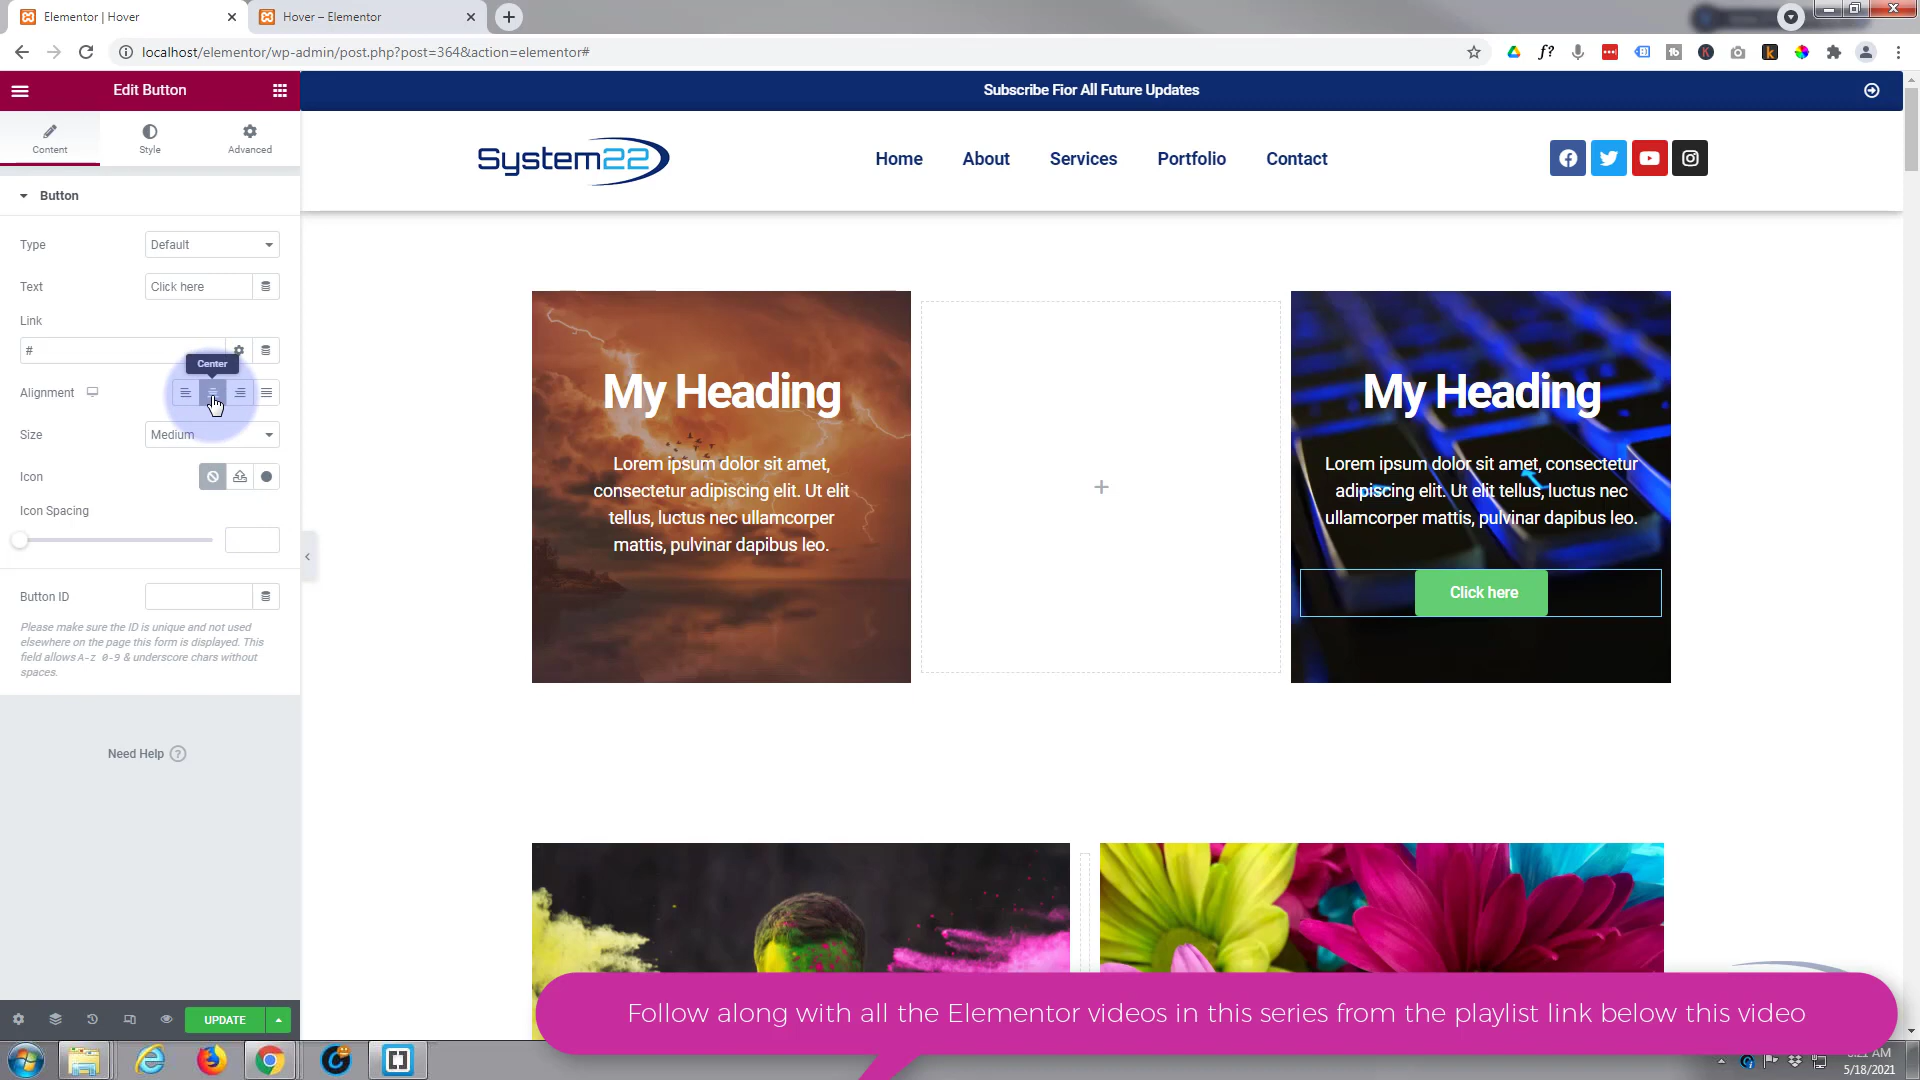 Elementor | Hover
Hover – Elementor
localhost/elementor/wp-admin/post.php?post=364&action=elementor#
Edit Button
Subscribe Fior All Future Updates
Content
Style
Advanced
System22
Home
About
Services
Portfolio
Contact
Button
Type
Default
Text
Click here
Link
#
Center
Alignment
Size
Medium
Icon
Icon Spacing
Button ID
Please make sure the ID is unique and not used
elsewhere on the page this form is displayed. This
field allows A-z 0-9 & underscore chars without
spaces.
Need Help ?
My Heading
Lorem ipsum dolor sit amet,
consectetur adipiscing elit. Ut elit
tellus, luctus nec ullamcorper
mattis, pulvinar dapibus leo.
+
My Heading
Lorem ipsum dolor sit amet, consectetur
adipiscing elit. Ut elit tellus, luctus nec
ullamcorper mattis, pulvinar dapibus leo.
Click here
UPDATE
Follow along with all the Elementor videos in this series from the playlist link below this video
5/18/2021